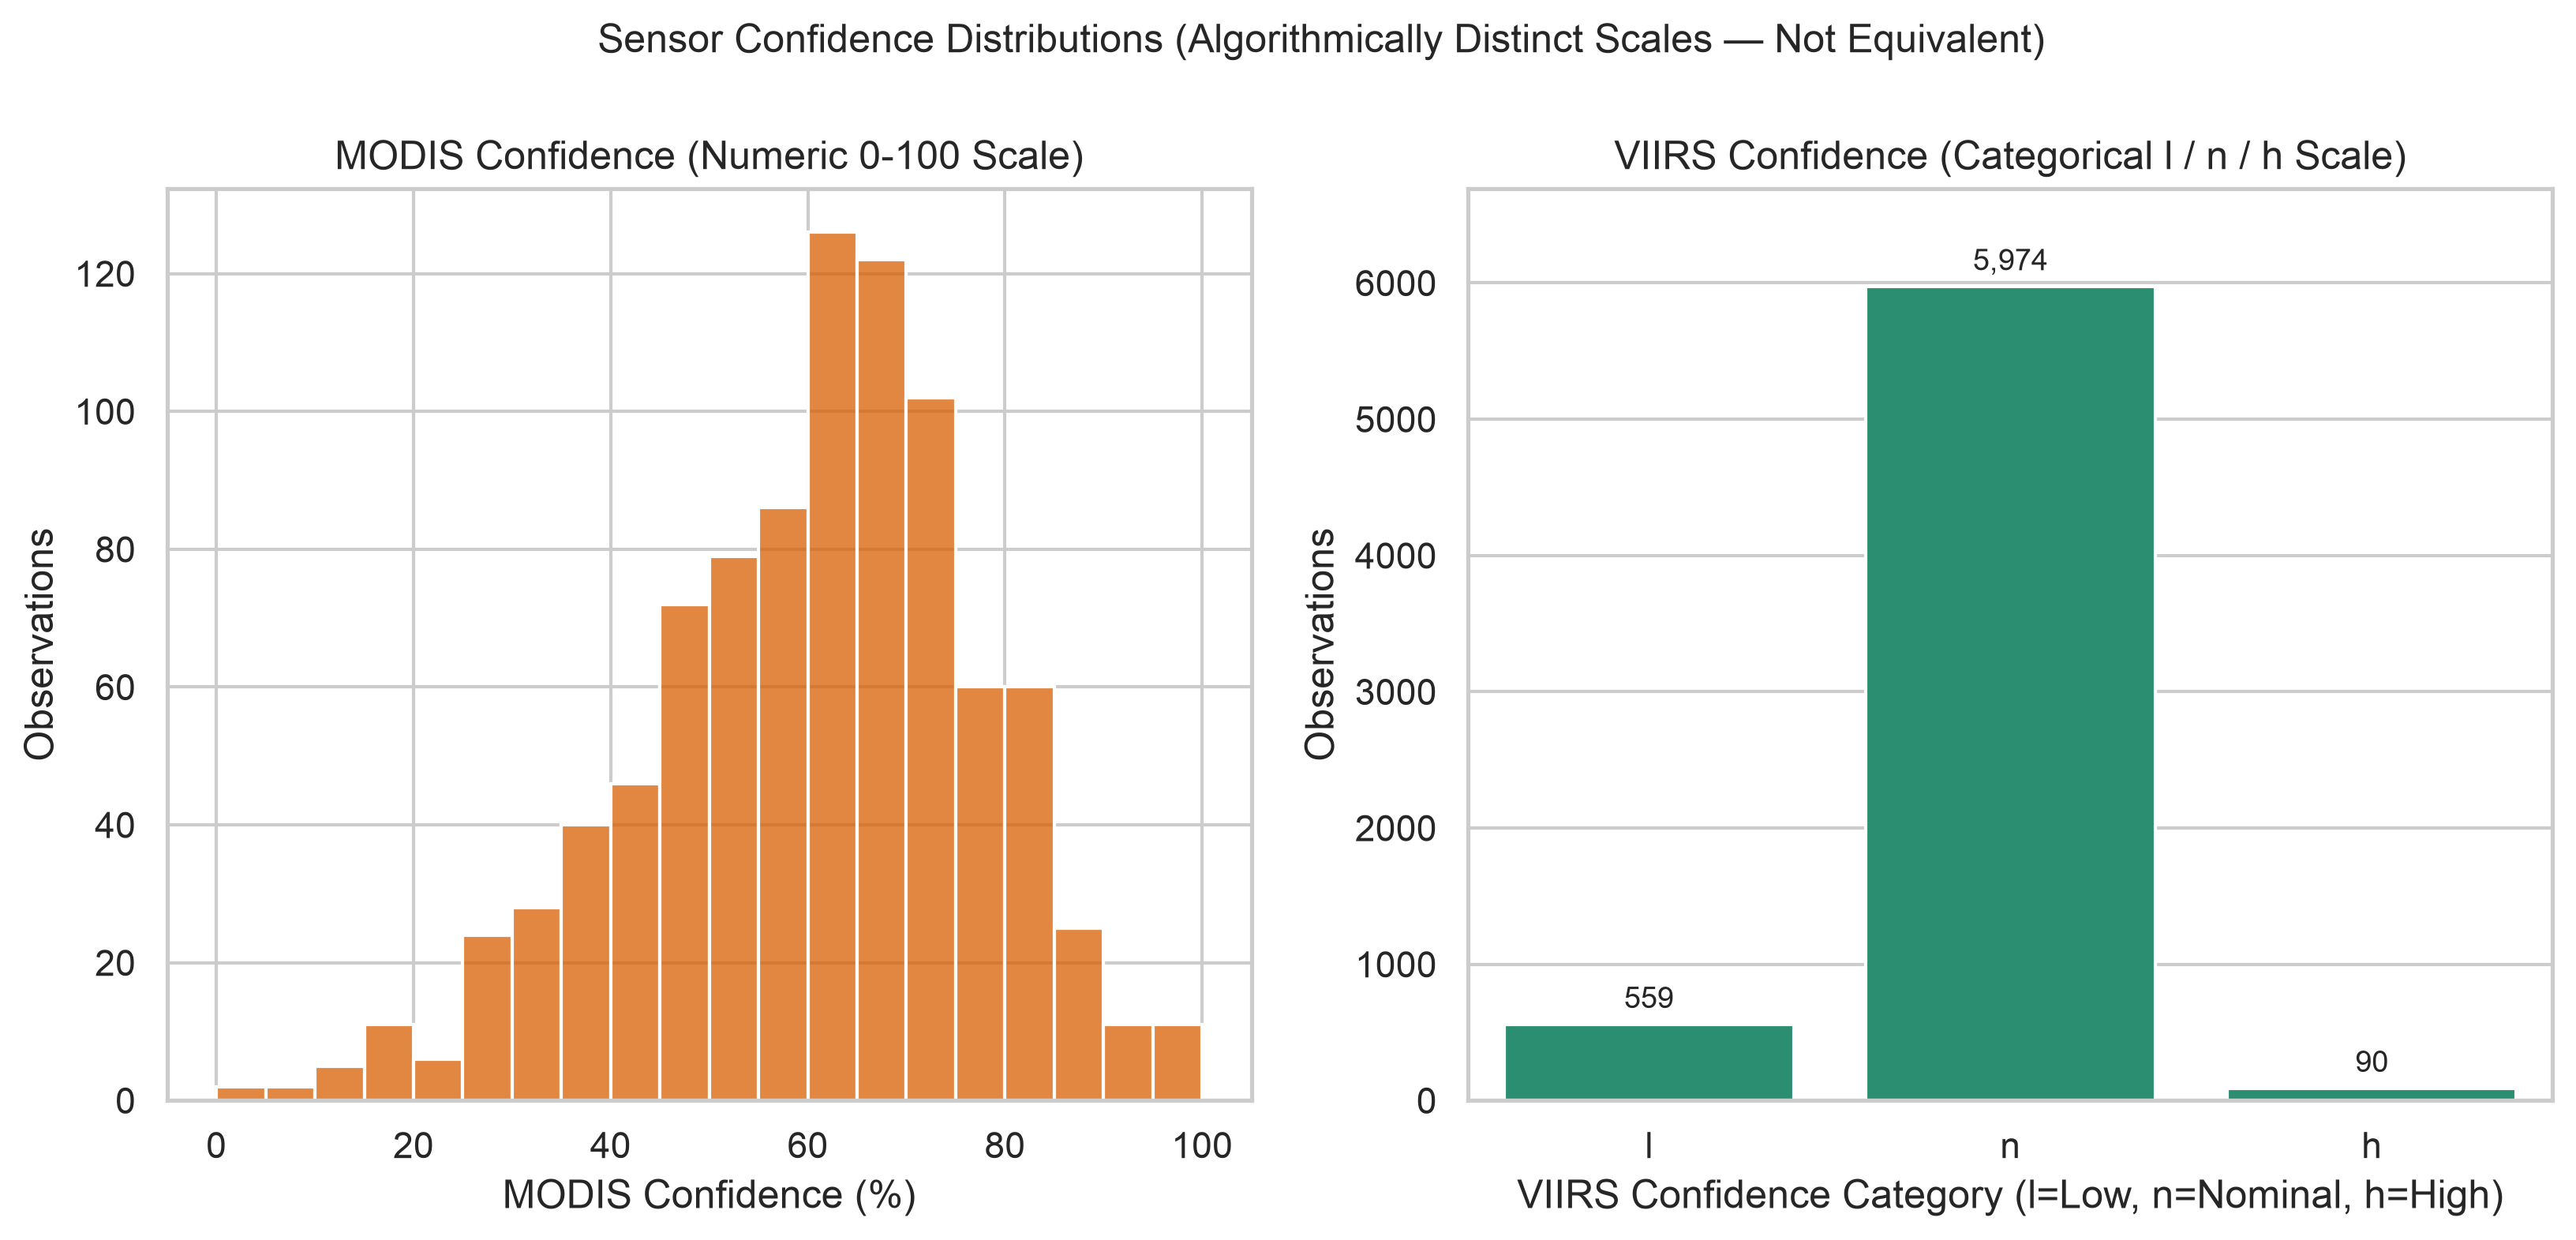 Sensor Confidence Distributions (Algorithmically Distinct Scales — Not Equivalent)
MODIS Confidence (Numeric 0-100 Scale)
Observations
120
100
80
60
40
20
0
0 20 40 60 80 100
MODIS Confidence (%)
VIIRS Confidence (Categorical l / n / h Scale)
Observations
6000
5000
4000
3000
2000
1000
0
559
5,974
90
l n h
VIIRS Confidence Category (l=Low, n=Nominal, h=High)